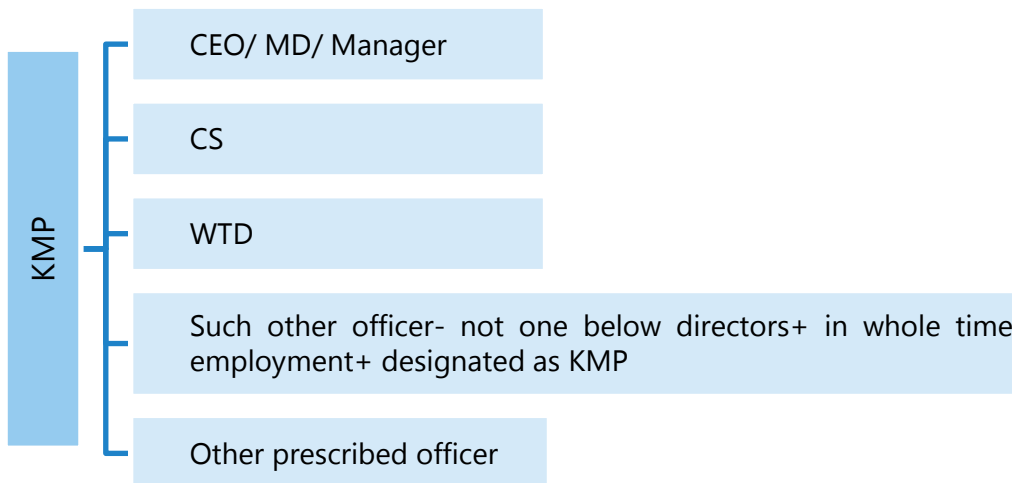 KMP
CEO/ MD/ Manager
CS
WTD
Such other officer- not one below directors+ in whole time
employment+ designated as KMP
Other prescribed officer